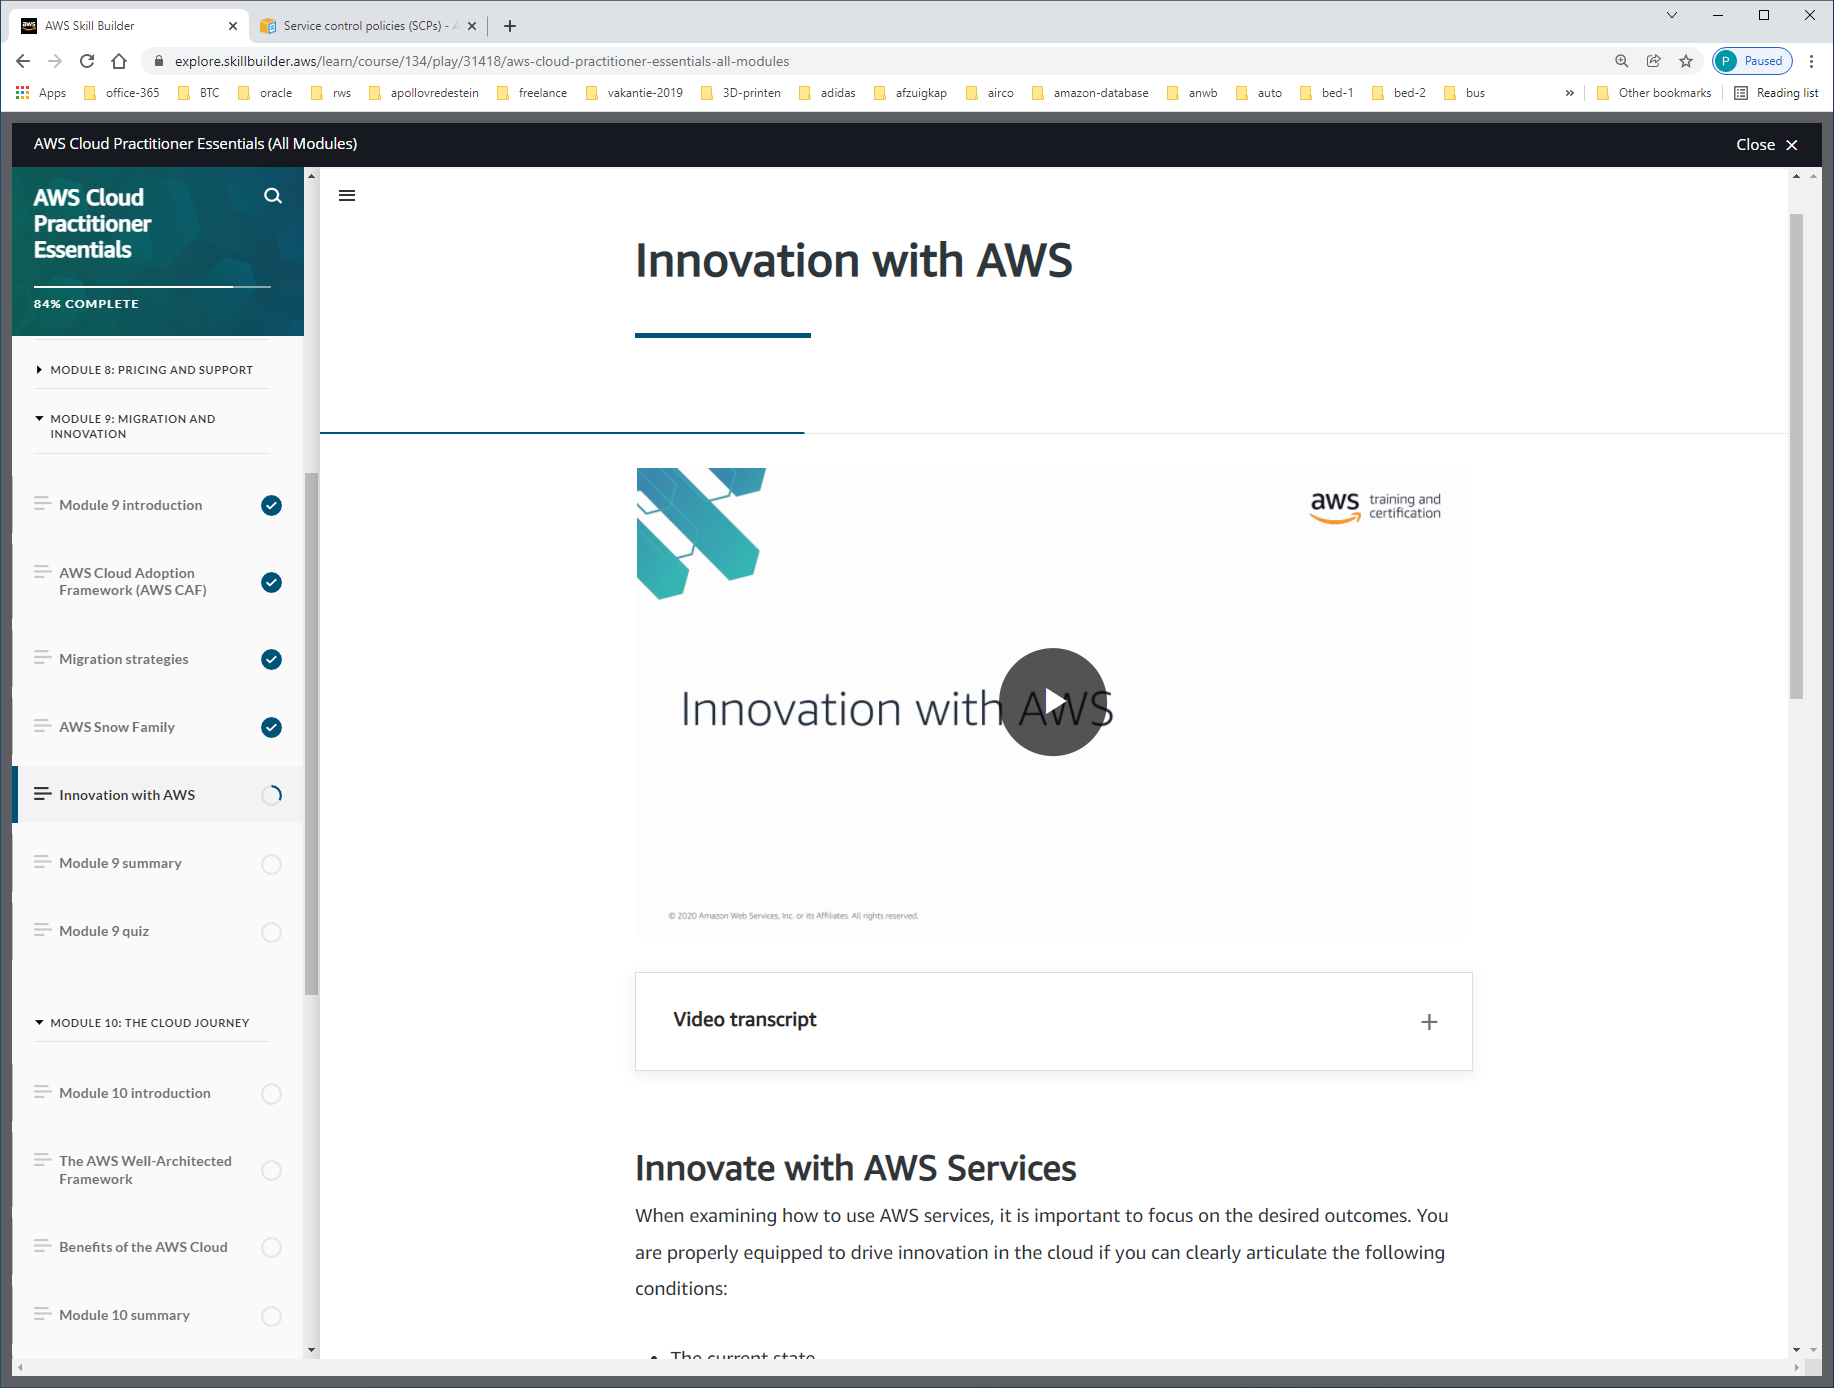 AWS Skill Builder
Service control policies (SCPs) - A
explore.skillbuilder.aws/learn/course/134/play/31418/aws-cloud-practitioner-essentials-all-modules
P Paused
Apps office-365 BTC oracle rws apollovredestein freelance vakantie-2019 3D-printen adidas afzuigkap airco amazon-database anwb auto bed-1 bed-2 bus » Other bookmarks Reading list
AWS Cloud Practitioner Essentials (All Modules)
Close
AWS Cloud
Practitioner
Essentials
84% COMPLETE
MODULE 8: PRICING AND SUPPORT
MODULE 9: MIGRATION AND
INNOVATION
Module 9 introduction
AWS Cloud Adoption
Framework (AWS CAF)
Migration strategies
AWS Snow Family
Innovation with AWS
Module 9 summary
Module 9 quiz
MODULE 10: THE CLOUD JOURNEY
Module 10 introduction
The AWS Well-Architected
Framework
Benefits of the AWS Cloud
Module 10 summary
Innovation with AWS
aws training and
certification
Innovation with AWS
© 2020 Amazon Web Services, Inc. or its Affiliates. All rights reserved.
Video transcript
Innovate with AWS Services
When examining how to use AWS services, it is important to focus on the desired outcomes. You
are properly equipped to drive innovation in the cloud if you can clearly articulate the following
conditions:
• The current state